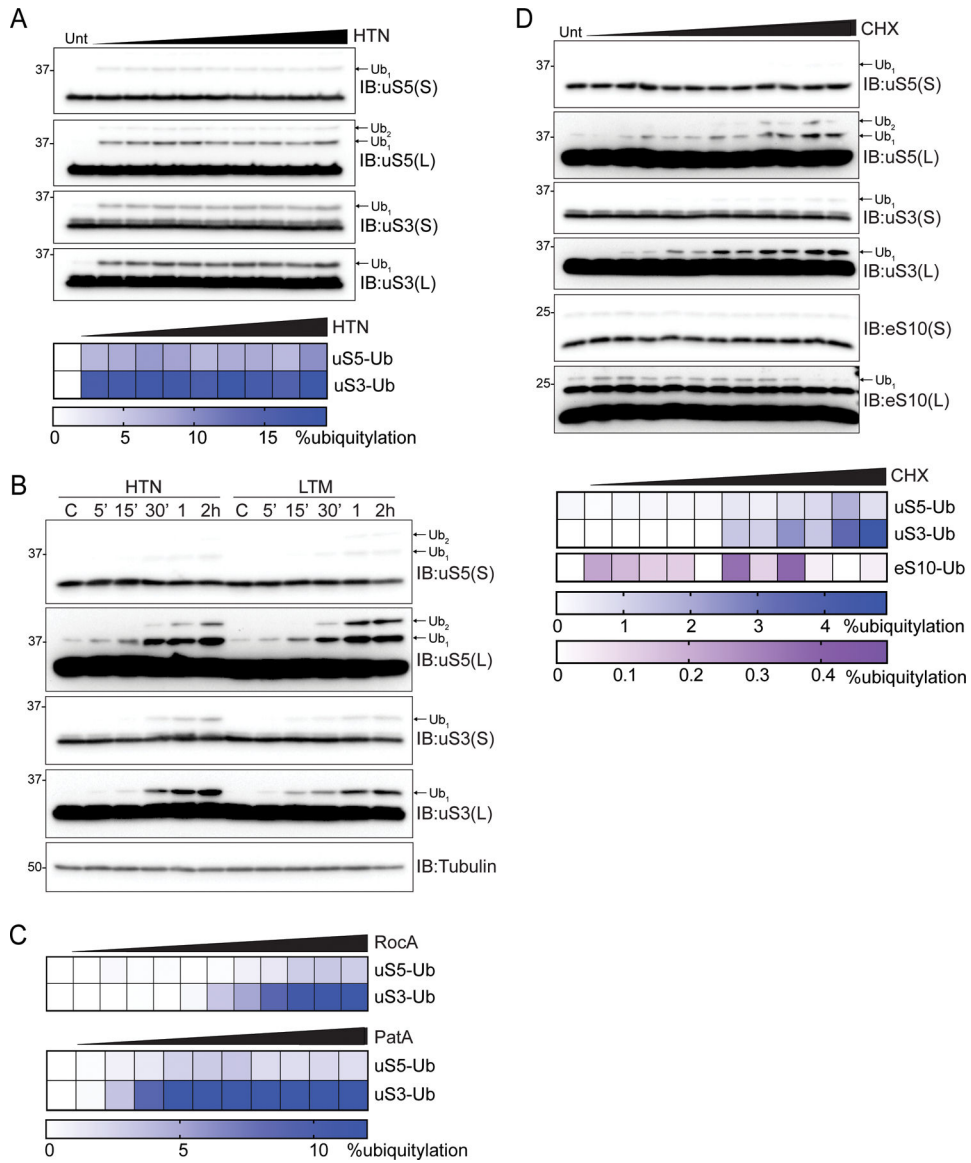 A
Unt
HTN
37
Ub1
IB:uS5(S)
Ub2
37
Ub1
IB:uS5(L)
37
Ub1
IB:uS3(S)
37
Ub1
IB:uS3(L)
HTN
uS5-Ub
uS3-Ub
0 5 10 15 %ubiquitylation
B
HTN LTM
C 5' 15' 30' 1 2h C 5' 15' 30' 1 2h
Ub2
37
Ub1
IB:uS5(S)
Ub2
37
Ub1
IB:uS5(L)
37
Ub1
IB:uS3(S)
37
Ub1
IB:uS3(L)
50
IB:Tubulin
C
RocA
uS5-Ub
uS3-Ub
PatA
uS5-Ub
uS3-Ub
0 5 10 %ubiquitylation
D
Unt
CHX
37
Ub1
IB:uS5(S)
Ub2
37
Ub1
IB:uS5(L)
37
Ub1
IB:uS3(S)
37
Ub1
IB:uS3(L)
25
IB:eS10(S)
25
Ub1
IB:eS10(L)
CHX
uS5-Ub
uS3-Ub
eS10-Ub
0 1 2 3 4 %ubiquitylation
0 0.1 0.2 0.3 0.4 %ubiquitylation